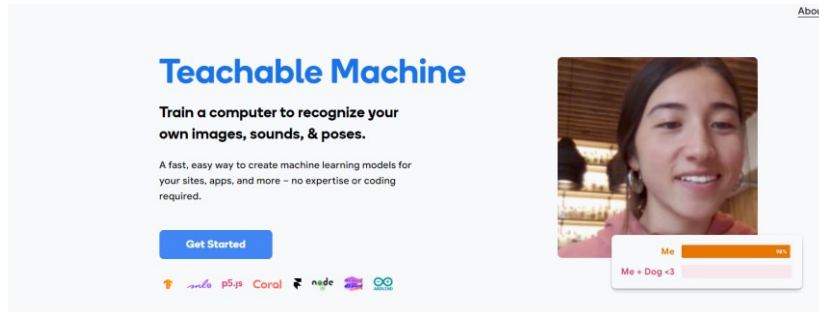 Abou
Teachable Machine
Train a computer to recognize your
own images, sounds, & poses.
A fast, easy way to create machine learning models for
your sites, apps, and more – no expertise or coding
required.
Get Started
p5.js Coral node
ARDUINO
Me 98%
Me + Dog <3